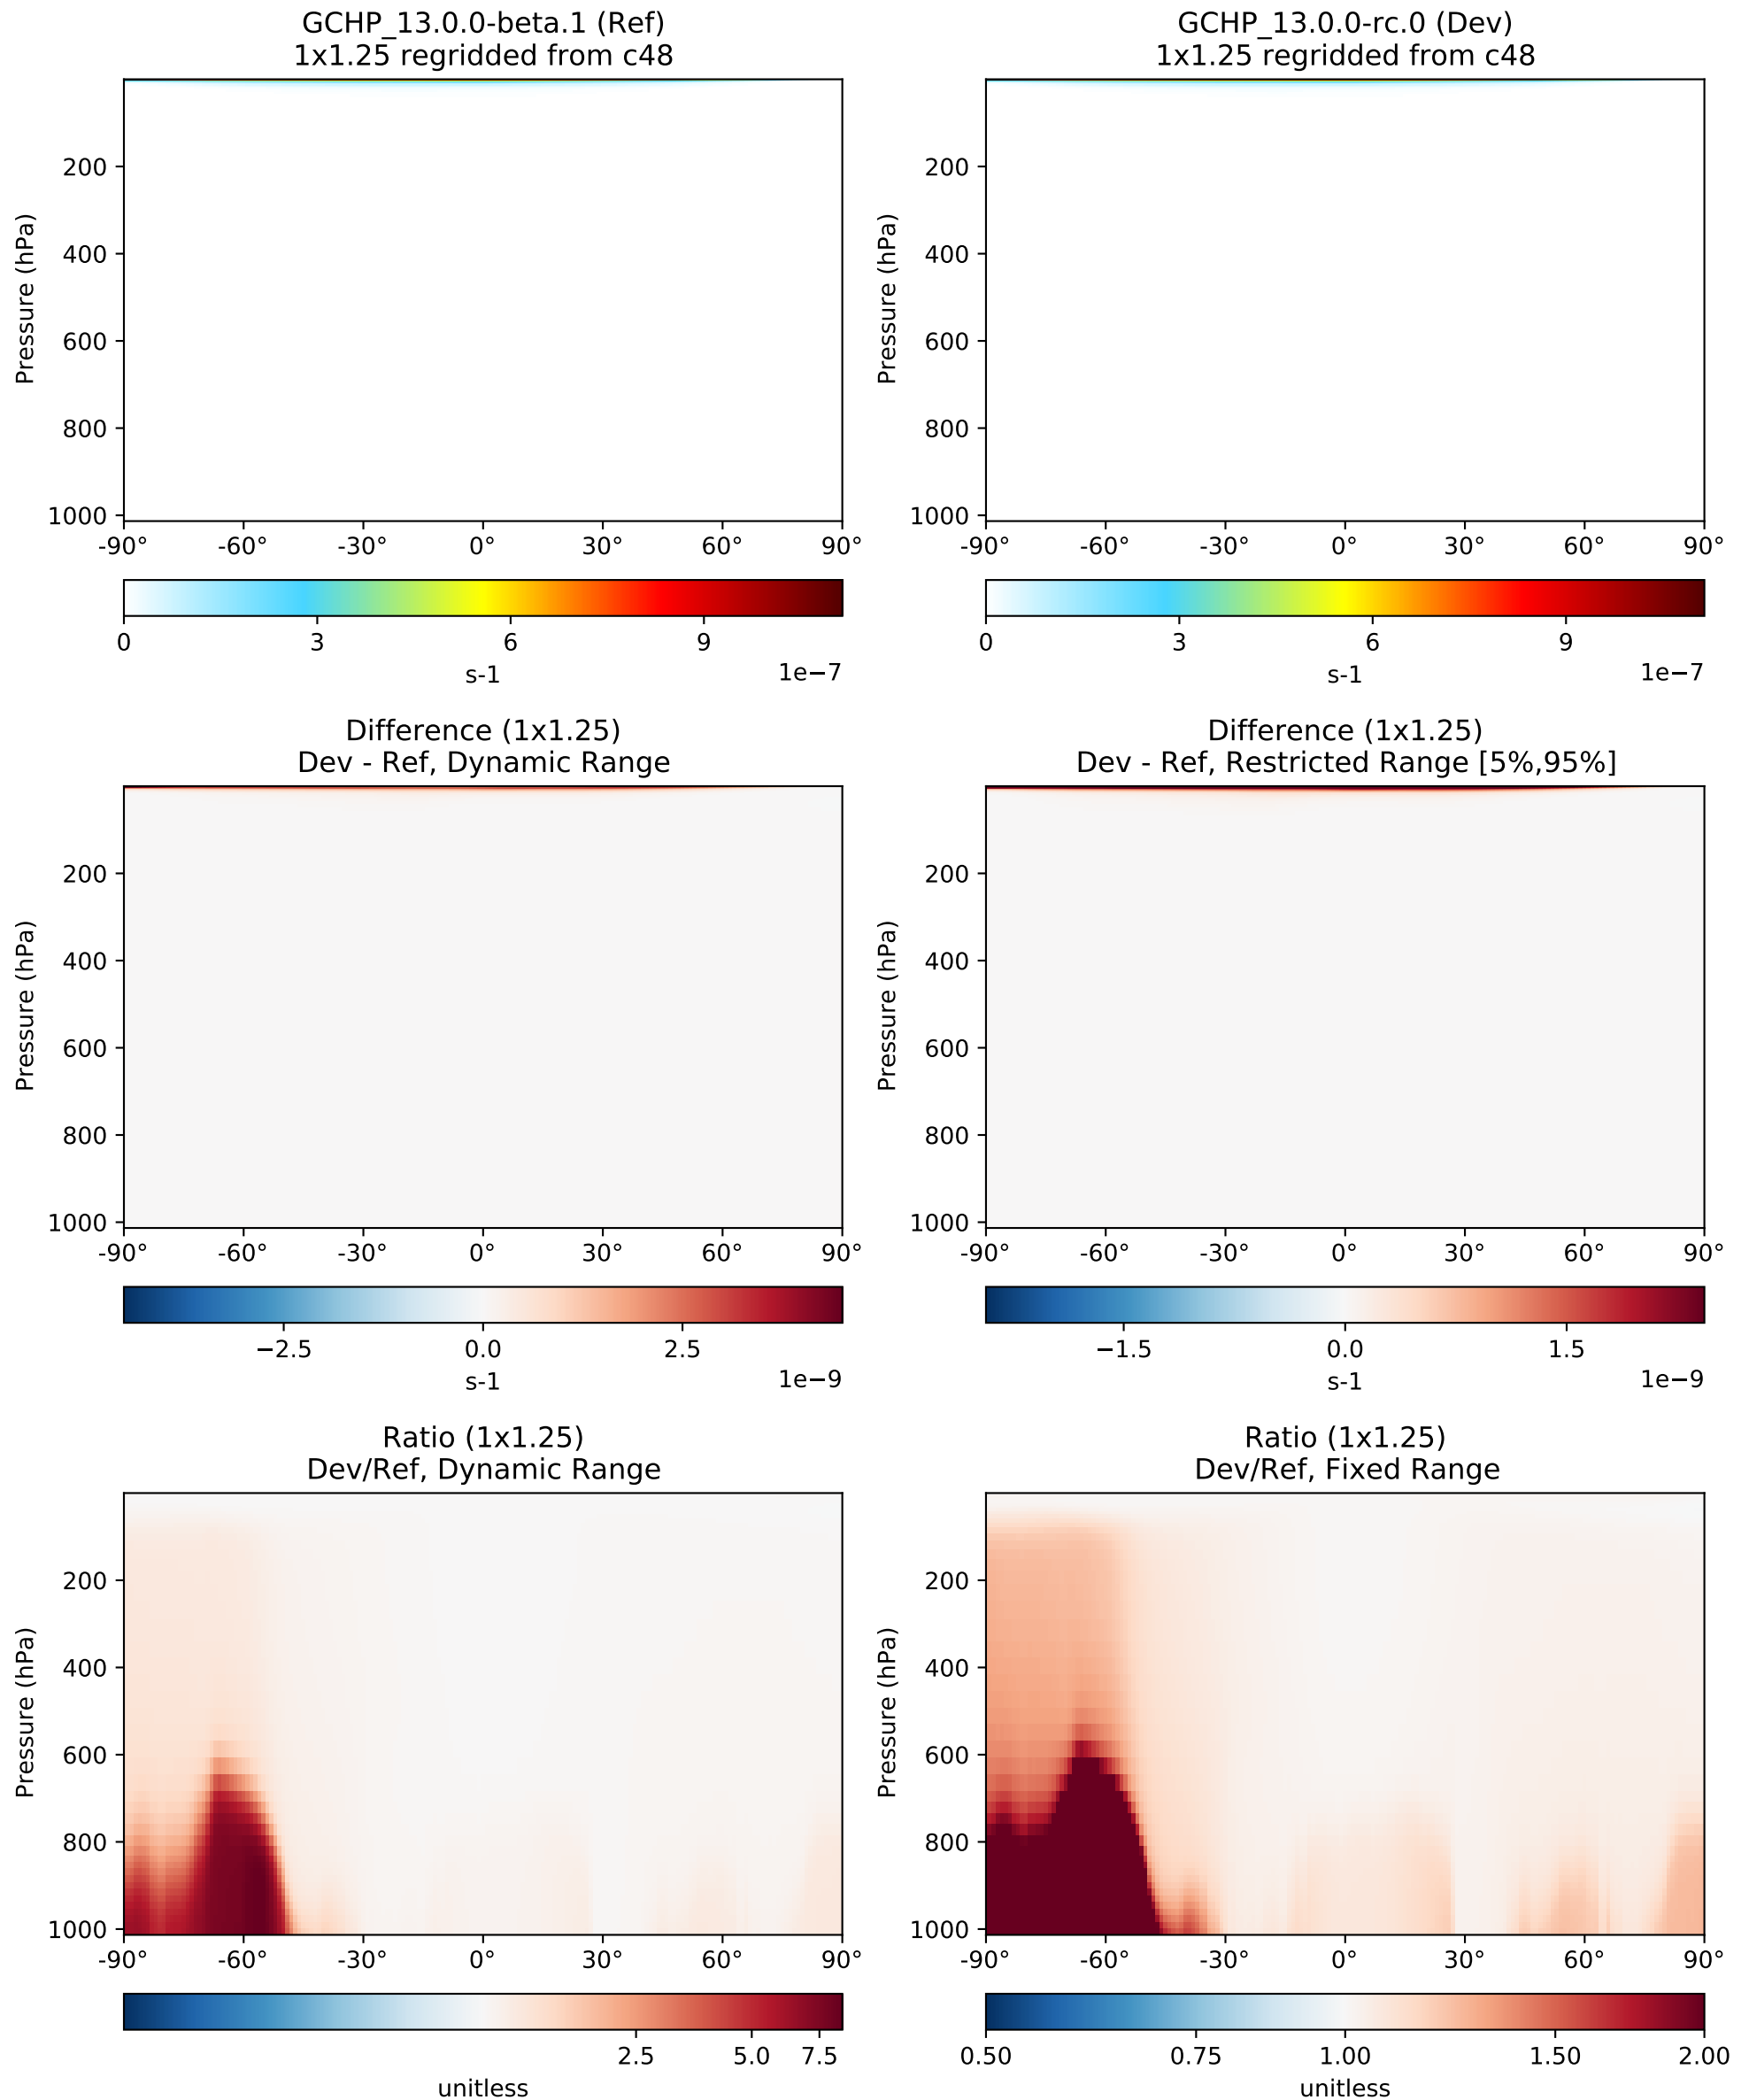 GCHP_13.0.0-beta.1 (Ref)
1x1.25 regridded from c48
GCHP_13.0.0-rc.0 (Dev)
1x1.25 regridded from c48
Pressure (hPa)
200
400
600
800
1000
-90° -60° -30° 0° 30° 60° 90°
0 3 6 9
s-1
1e−7
Pressure (hPa)
200
400
600
800
1000
-90° -60° -30° 0° 30° 60° 90°
0 3 6 9
s-1
1e−7
Difference (1x1.25)
Dev - Ref, Dynamic Range
Difference (1x1.25)
Dev - Ref, Restricted Range [5%,95%]
Pressure (hPa)
200
400
600
800
1000
-90° -60° -30° 0° 30° 60° 90°
−2.5 0.0 2.5
s-1
1e−9
Pressure (hPa)
200
400
600
800
1000
-90° -60° -30° 0° 30° 60° 90°
−1.5 0.0 1.5
s-1
1e−9
Ratio (1x1.25)
Dev/Ref, Dynamic Range
Ratio (1x1.25)
Dev/Ref, Fixed Range
Pressure (hPa)
200
400
600
800
1000
-90° -60° -30° 0° 30° 60° 90°
2.5 5.0 7.5
unitless
Pressure (hPa)
200
400
600
800
1000
-90° -60° -30° 0° 30° 60° 90°
0.50 0.75 1.00 1.50 2.00
unitless